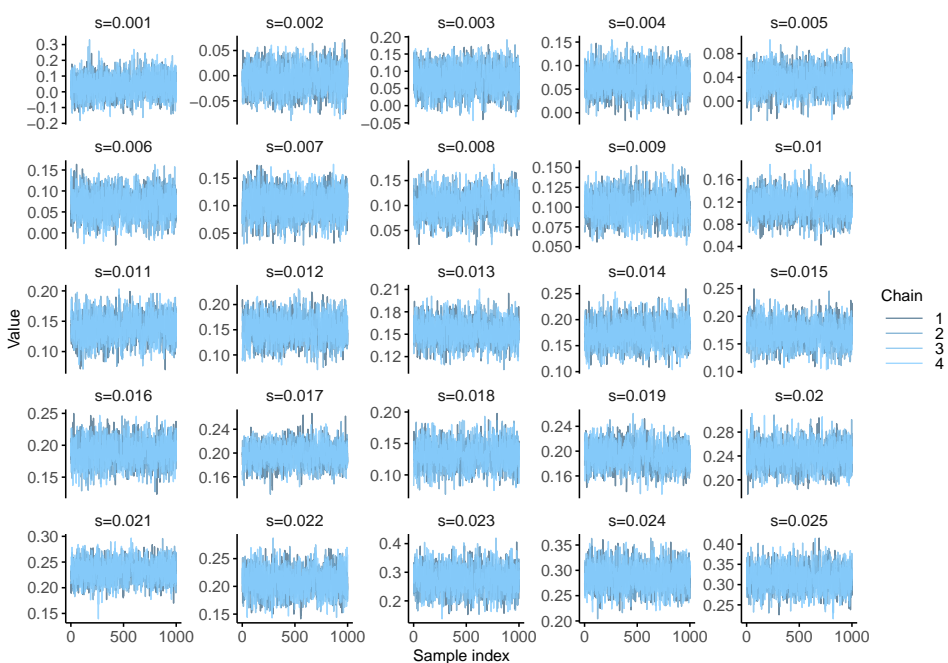 s=0.001 s=0.002 s=0.003 s=0.004 s=0.005
0.3 0.2 0.1 0.0 −0.1 −0.2
0.05 0.00 −0.05
0.20 0.15 0.10 0.05 0.00 −0.05
0.15 0.10 0.05 0.00
0.08 0.04 0.00
s=0.006 s=0.007 s=0.008 s=0.009 s=0.01
0.15 0.10 0.05 0.00
0.15 0.10 0.05
0.15 0.10 0.05
0.150 0.125 0.100 0.075 0.050
0.16 0.12 0.08 0.04
s=0.011 s=0.012 s=0.013 s=0.014 s=0.015
0.20 0.15 0.10
0.20 0.15 0.10
0.21 0.18 0.15 0.12
0.25 0.20 0.15 0.10
0.25 0.20 0.15 0.10
s=0.016 s=0.017 s=0.018 s=0.019 s=0.02
0.25 0.20 0.15
0.24 0.20 0.16
0.20 0.15 0.10
0.24 0.20 0.16
0.28 0.24 0.20
s=0.021 s=0.022 s=0.023 s=0.024 s=0.025
0.30 0.25 0.20 0.15
0.25 0.20 0.15
0.4 0.3 0.2
0.35 0.30 0.25 0.20
0.40 0.35 0.30 0.25
0 500 1000 0 500 1000 0 500 1000 0 500 1000 0 500 1000
Sample index
Value
Chain
1
2
3
4